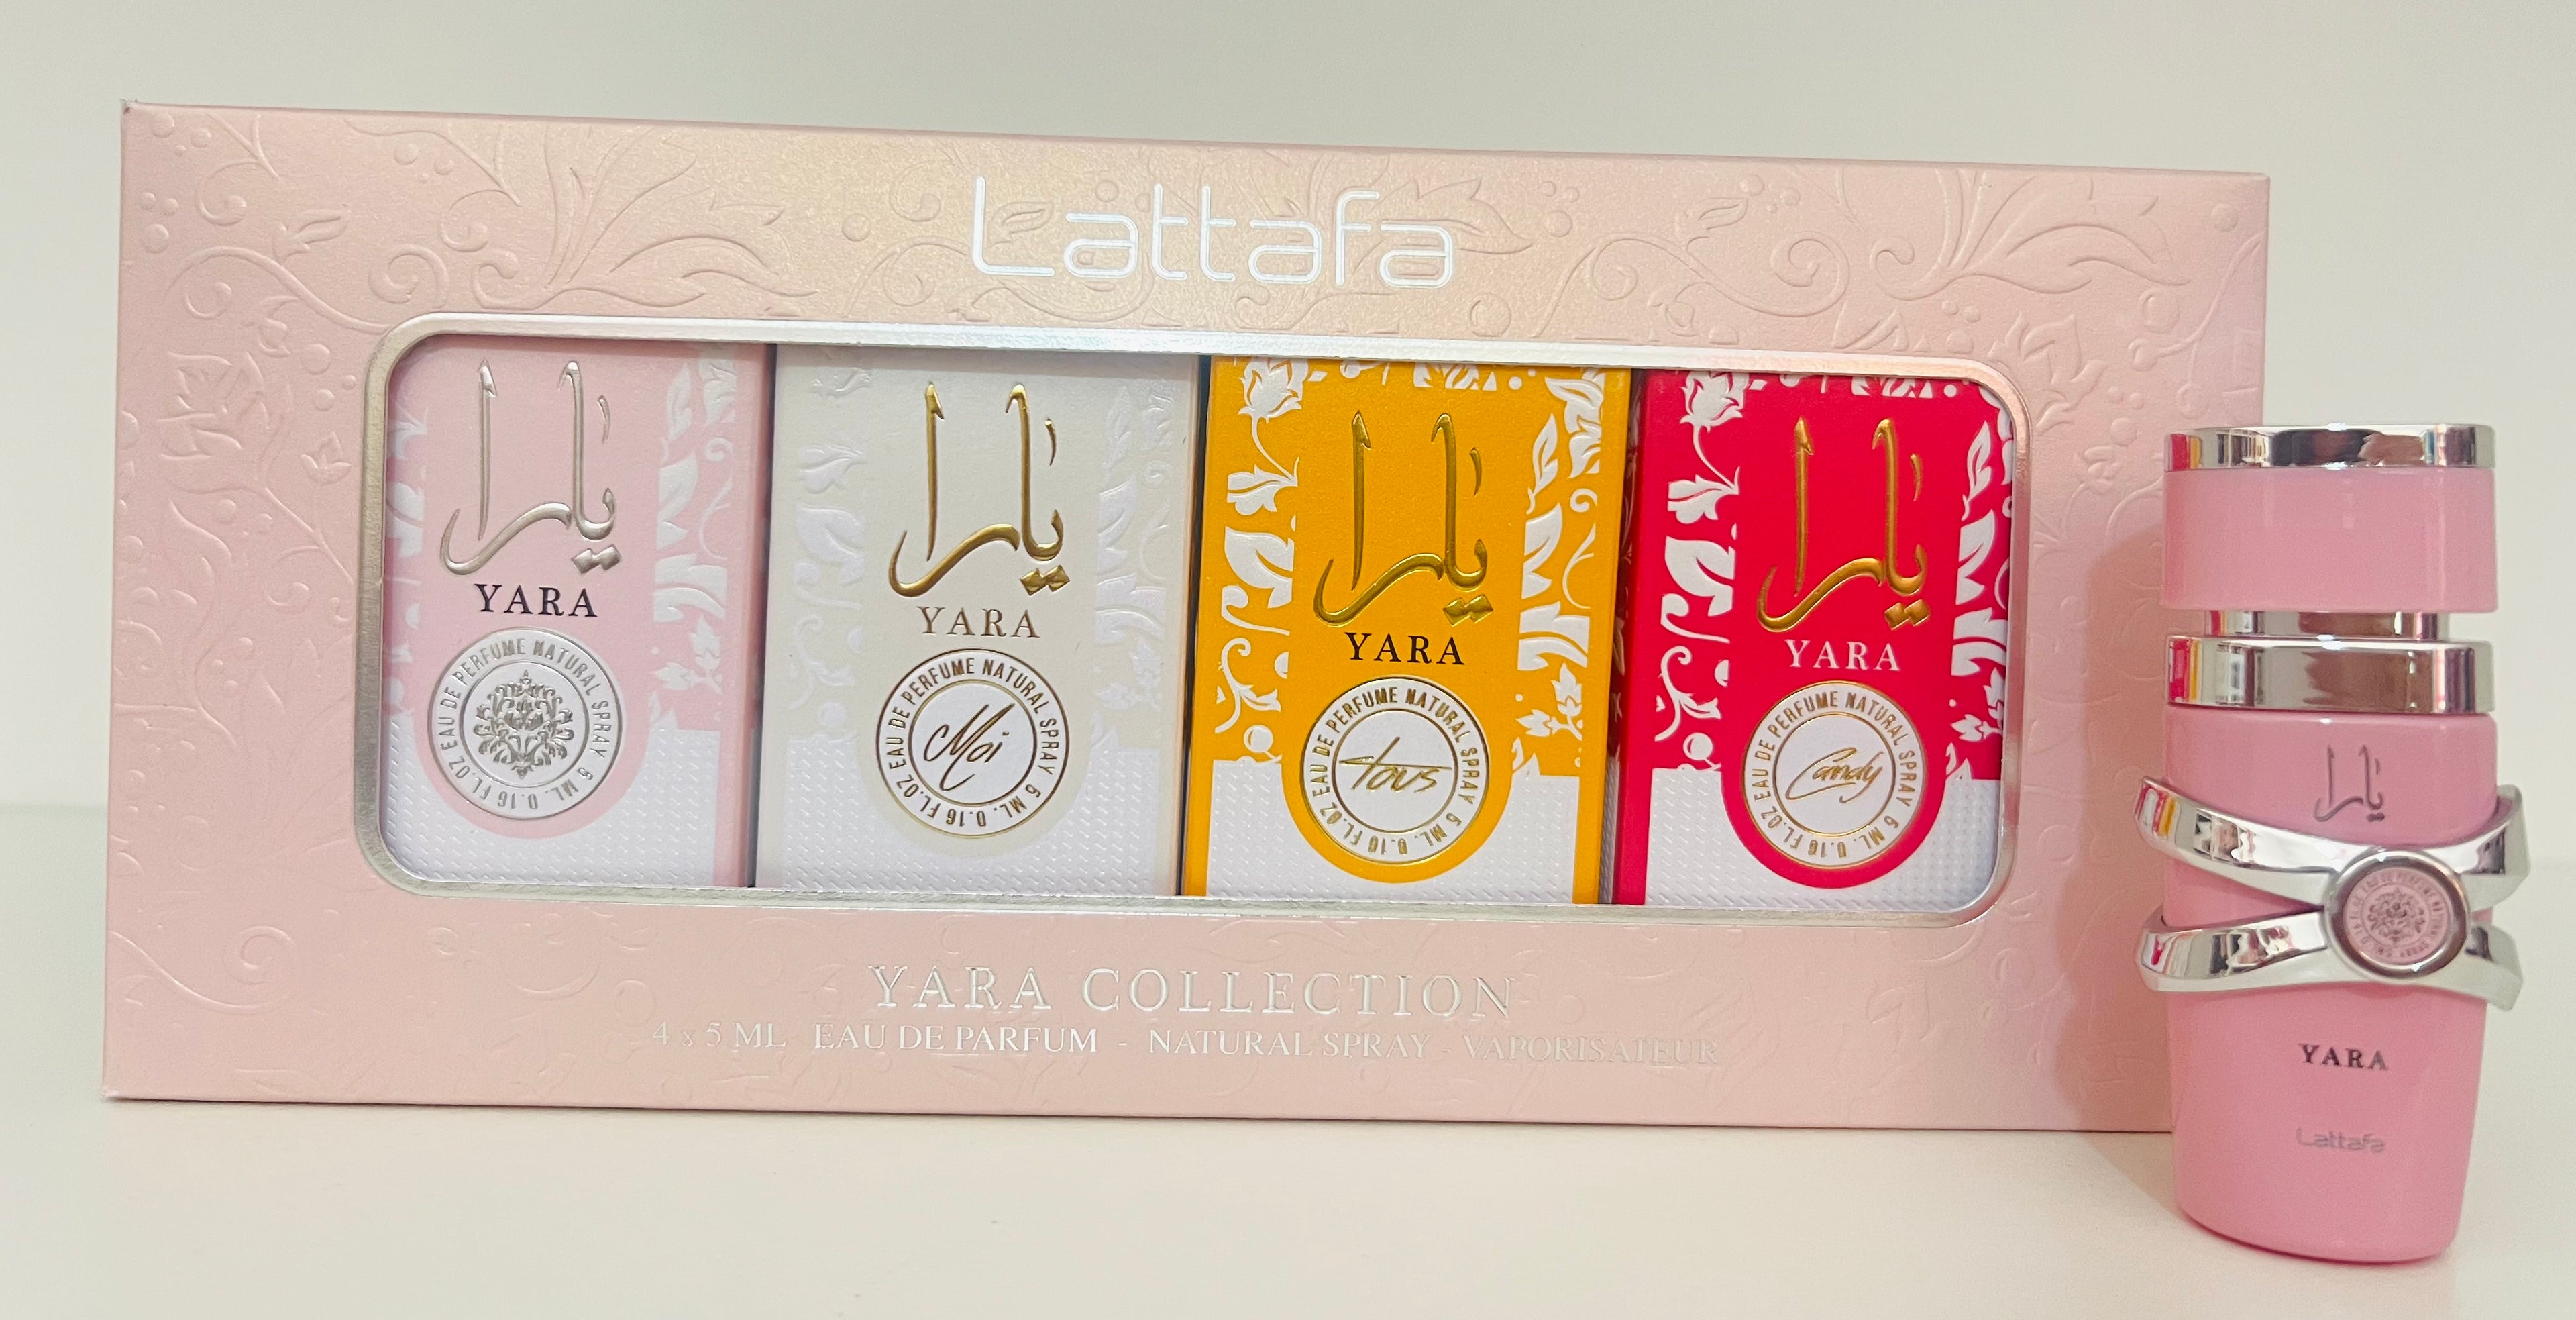 Lattafa
يارا
YARA
EAU DE PERFUME NATURAL SPRAY 5 ML. 0.16 FL.OZ
يارا
YARA
EAU DE PERFUME NATURAL SPRAY 5 ML. 0.16 FL.OZ
Moi
يارا
YARA
EAU DE PERFUME NATURAL SPRAY 5 ML. 0.16 FL.OZ
tous
يارا
YARA
EAU DE PERFUME NATURAL SPRAY 5 ML. 0.16 FL.OZ
Candy
YARA COLLECTION
4 x 5 ML EAU DE PARFUM - NATURAL SPRAY - VAPORISATEUR
يارا
YARA
Lattafa